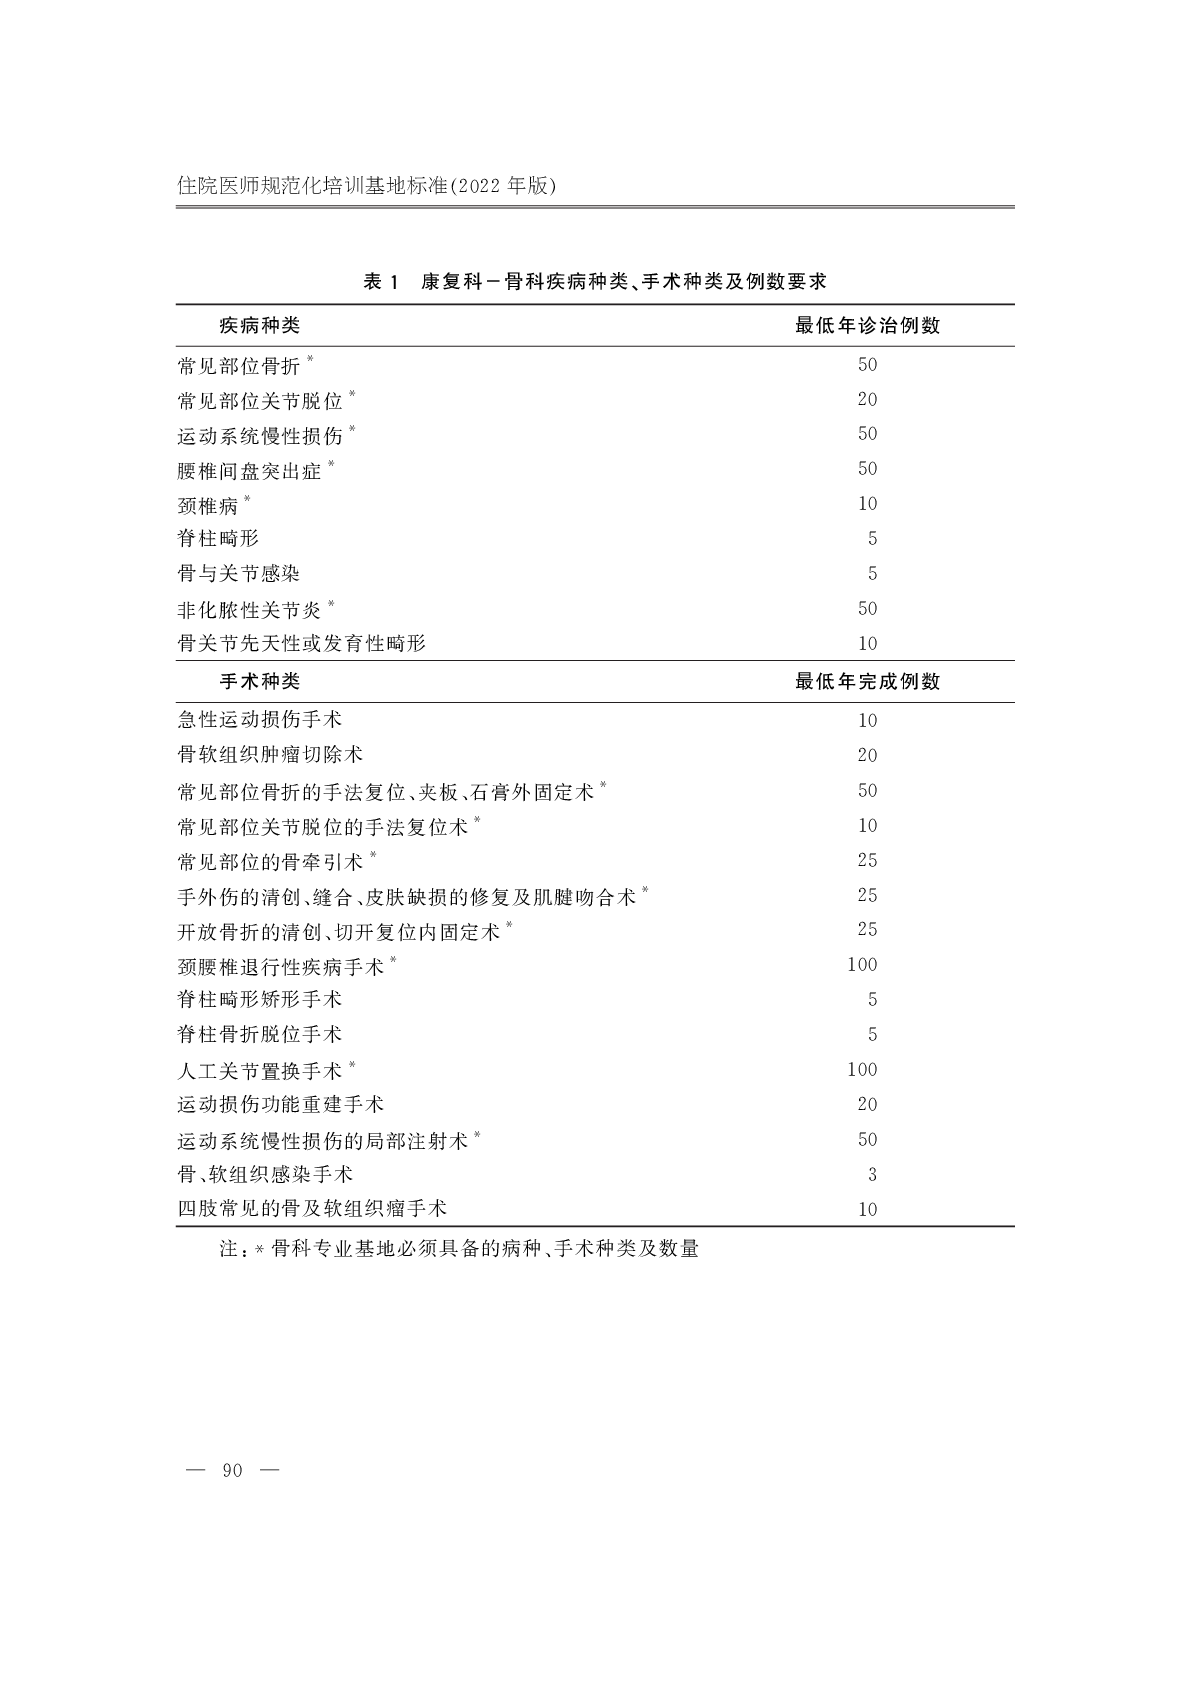 住院医师规范化培训基地标准(2022 年版)
表 1　康复科－骨科疾病种类、手术种类及例数要求
疾病种类　最低年诊治例数
常见部位骨折*　50
常见部位关节脱位*　20
运动系统慢性损伤*　50
腰椎间盘突出症*　50
颈椎病*　10
脊柱畸形　5
骨与关节感染　5
非化脓性关节炎*　50
骨关节先天性或发育性畸形　10
手术种类　最低年完成例数
急性运动损伤手术　10
骨软组织肿瘤切除术　20
常见部位骨折的手法复位、夹板、石膏外固定术*　50
常见部位关节脱位的手法复位术*　10
常见部位的骨牵引术*　25
手外伤的清创、缝合、皮肤缺损的修复及肌腱吻合术*　25
开放骨折的清创、切开复位内固定术*　25
颈腰椎退行性疾病手术*　100
脊柱畸形矫形手术　5
脊柱骨折脱位手术　5
人工关节置换手术*　100
运动损伤功能重建手术　20
运动系统慢性损伤的局部注射术*　50
骨、软组织感染手术　3
四肢常见的骨及软组织瘤手术　10
注：* 骨科专业基地必须具备的病种、手术种类及数量
— 90 —